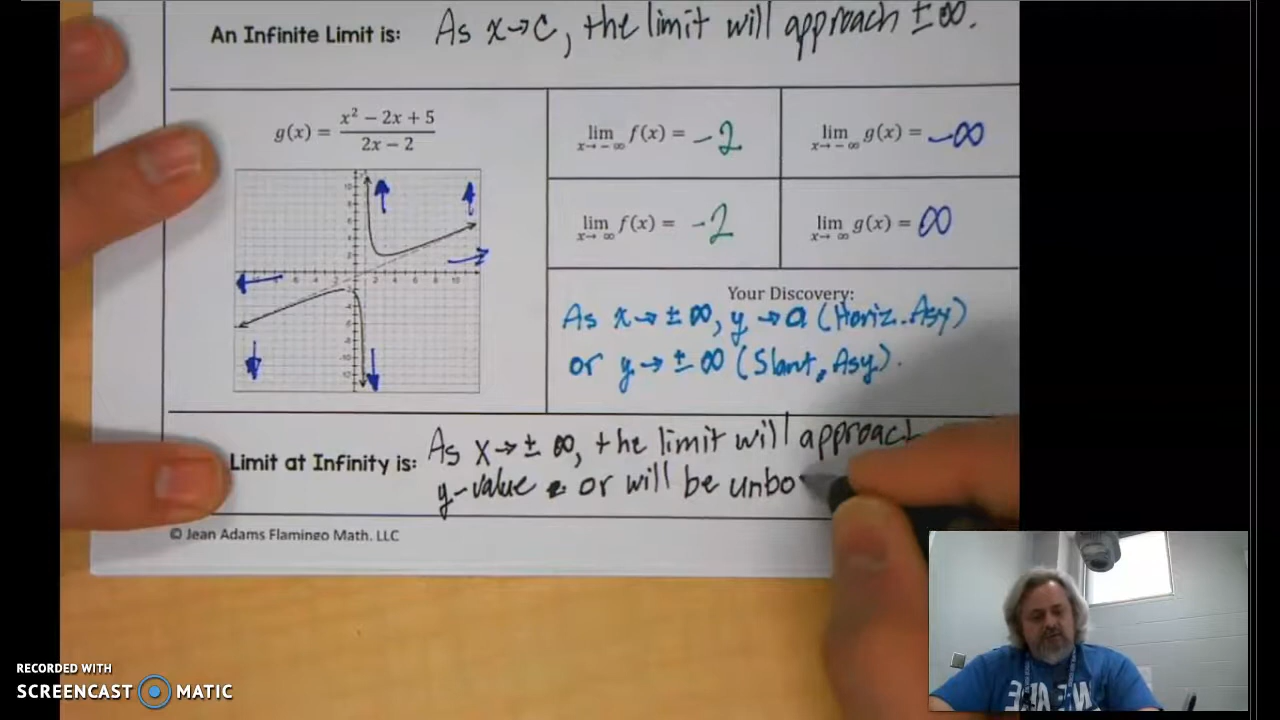 An Infinite Limit is: As x→c, the limit will approach ±∞.
g(x) = (x² − 2x + 5)/(2x − 2)
lim x→−∞ f(x) = −2
lim x→−∞ g(x) = −∞
lim x→∞ f(x) = −2
lim x→∞ g(x) = ∞
Your Discovery:
As x→±∞, y→a (Horiz. Asy)
or y→±∞ (Slant, Asy).
Limit at Infinity is: As x→±∞, the limit will approach
y-value or will be unbo
© Jean Adams Flamingo Math, LLC
RECORDED WITH
SCREENCAST MATIC